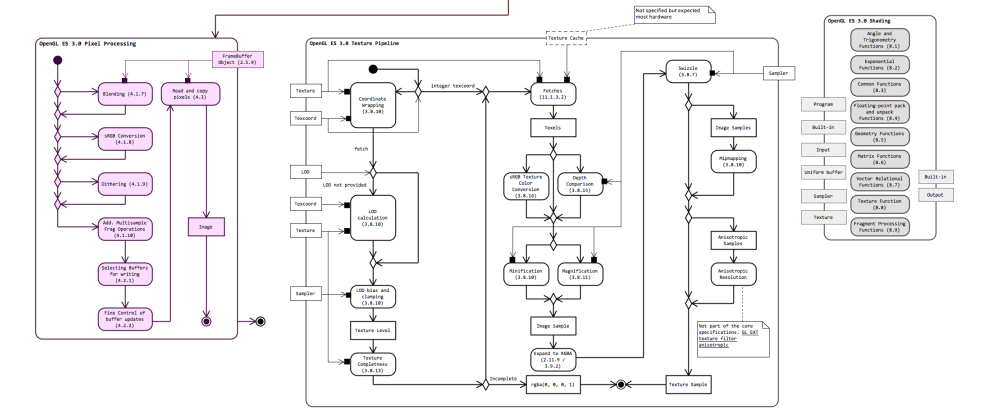 Not specified but expected
most hardware
OpenGL ES 3.0 Pixel Processing
FrameBuffer
Object (2.5.9)
Blending (4.1.7)
Read and copy
pixels (4.3)
sRGB Conversion
(4.1.8)
Dithering (4.1.9)
Add. Multisample
Frag Operations
(4.1.10)
Image
Selecting Buffers
for writing
(4.2.1)
Fine Control of
buffer updates
(4.2.2)
OpenGL ES 3.0 Texture Pipeline
Texture Cache
Texture
Texcoord
Coordinate
Wrapping
(3.8.10)
integer texcoord
fetch
LOD
LOD not provided
Texcoord
Texture
LOD
calculation
(3.8.10)
Sampler
LOD bias and
clamping
(3.8.10)
Texture Level
Texture
Completness
(3.8.13)
Incomplete
rgba(0, 0, 0, 1)
Fetches
(11.1.3.2)
Texels
sRGB Texture
Color
Conversion
(3.8.16)
Depth
Comparison
(3.8.15)
Minification
(3.8.10)
Magnification
(3.8.11)
Image Sample
Expand to RGBA
(2.11.9 /
3.9.2)
Swizzle
(3.8.7)
Sampler
Image Samples
Mipmapping
(3.8.10)
Anisotropic
Samples
Anisotropic
Resolution
Not part of the core
specifications. GL EXT
texture filter
anisotropic
Texture Sample
OpenGL ES 3.0 Shading
Angle and
Trigonometry
Functions (8.1)
Exponential
Functions (8.2)
Common Functions
(8.3)
Floating-point pack
and unpack
Functions (8.4)
Geometry Functions
(8.5)
Matrix Functions
(8.6)
Vector Relational
Functions (8.7)
Texture Function
(8.8)
Fragment Processing
Functions (8.9)
Program
Built-in
Input
Uniform buffer
Sampler
Texture
Built-in
Output